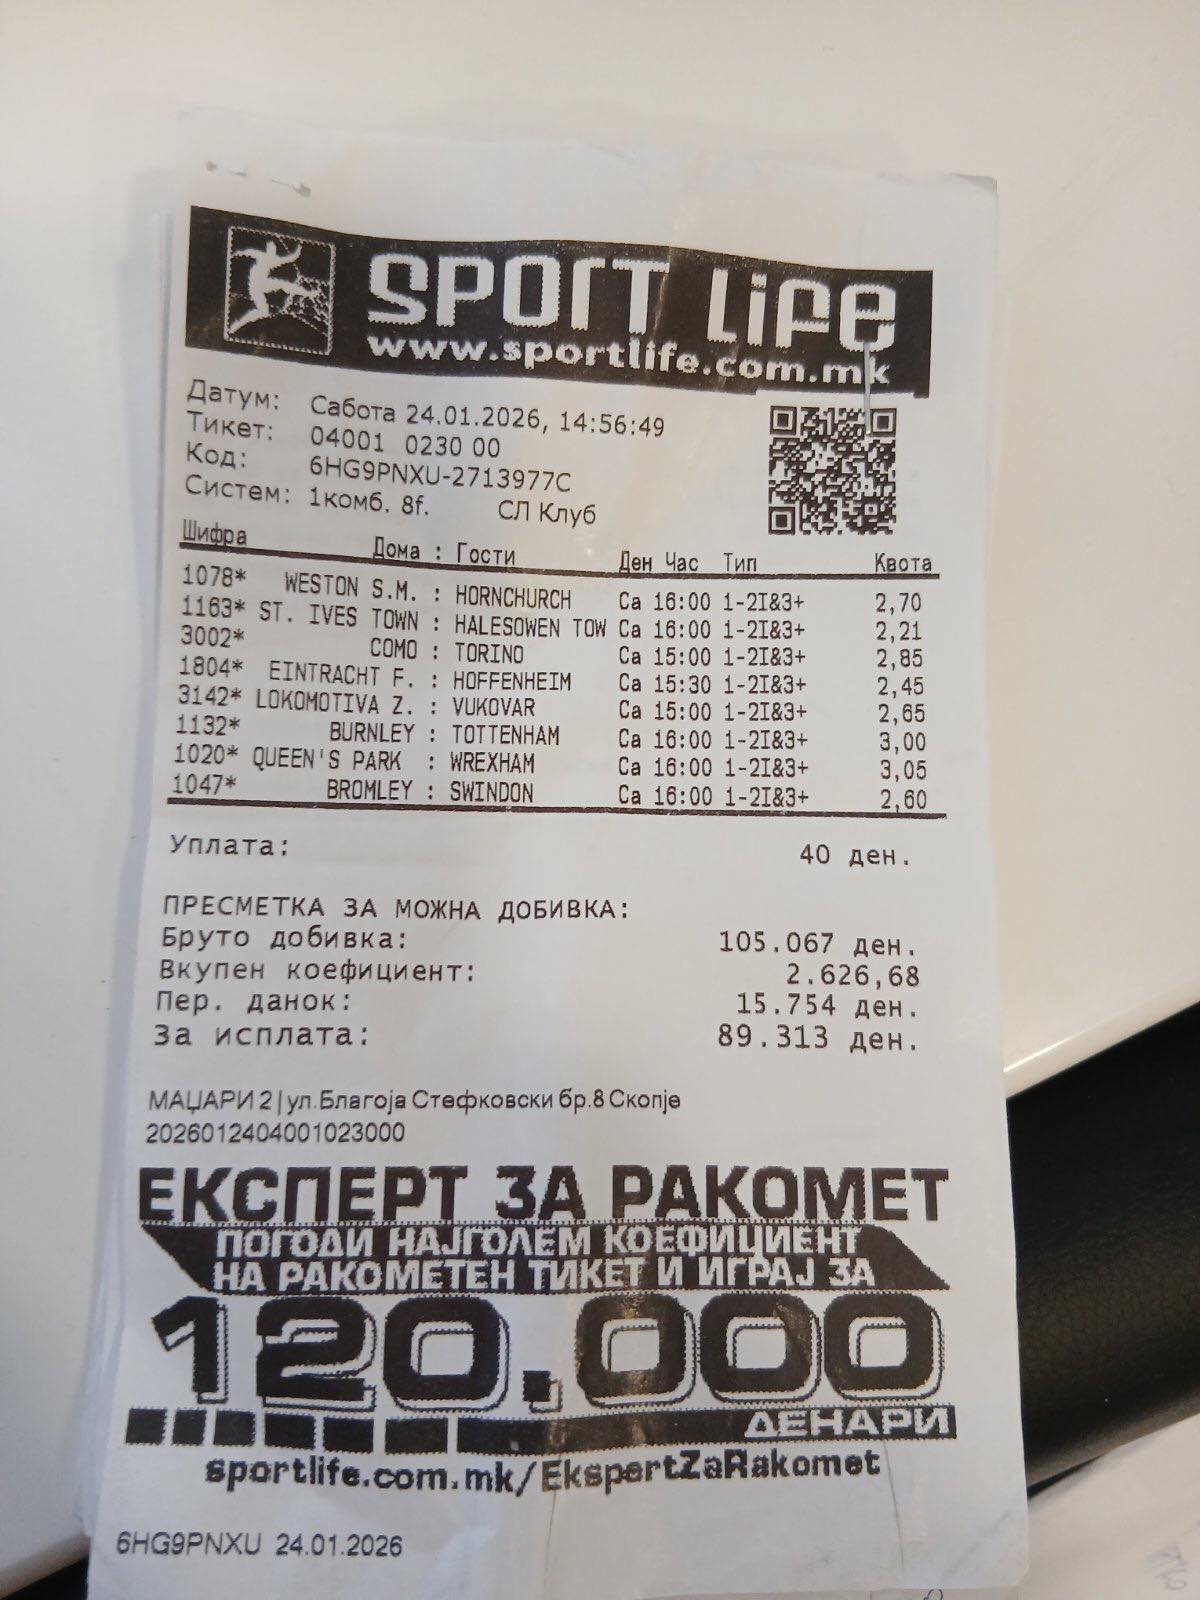 SPORT LIFE
www.sportlife.com.mk
Датум: Сабота 24.01.2026, 14:56:49
Тикет: 04001 0230 00
Код: 6HG9PNXU-2713977C
Систем: 1комб. 8f. СЛ Клуб
Шифра Дома : Гости Ден Час Тип Квота
1078* WESTON S.M. : HORNCHURCH Са 16:00 1-2I&3+ 2,70
1163* ST. IVES TOWN : HALESOWEN TOW Са 16:00 1-2I&3+ 2,21
3002* COMO : TORINO Са 15:00 1-2I&3+ 2,85
1804* EINTRACHT F. : HOFFENHEIM Са 15:30 1-2I&3+ 2,45
3142* LOKOMOTIVA Z. : VUKOVAR Са 15:00 1-2I&3+ 2,65
1132* BURNLEY : TOTTENHAM Са 16:00 1-2I&3+ 3,00
1020* QUEEN'S PARK : WREXHAM Са 16:00 1-2I&3+ 3,05
1047* BROMLEY : SWINDON Са 16:00 1-2I&3+ 2,60
Уплата: 40 ден.
ПРЕСМЕТКА ЗА МОЖНА ДОБИВКА:
Бруто добивка: 105.067 ден.
Вкупен коефициент: 2.626,68
Пер. данок: 15.754 ден.
За исплата: 89.313 ден.
МАЏАРИ 2|ул.Благоја Стефковски бр.8 Скопје
2026012404001023000
ЕКСПЕРТ ЗА РАКОМЕТ
ПОГОДИ НАЈГОЛЕМ КОЕФИЦИЕНТ
НА РАКОМЕТЕН ТИКЕТ И ИГРАЈ ЗА
120.000
ДЕНАРИ
sportlife.com.mk/EkspertZaRakomet
6HG9PNXU 24.01.2026